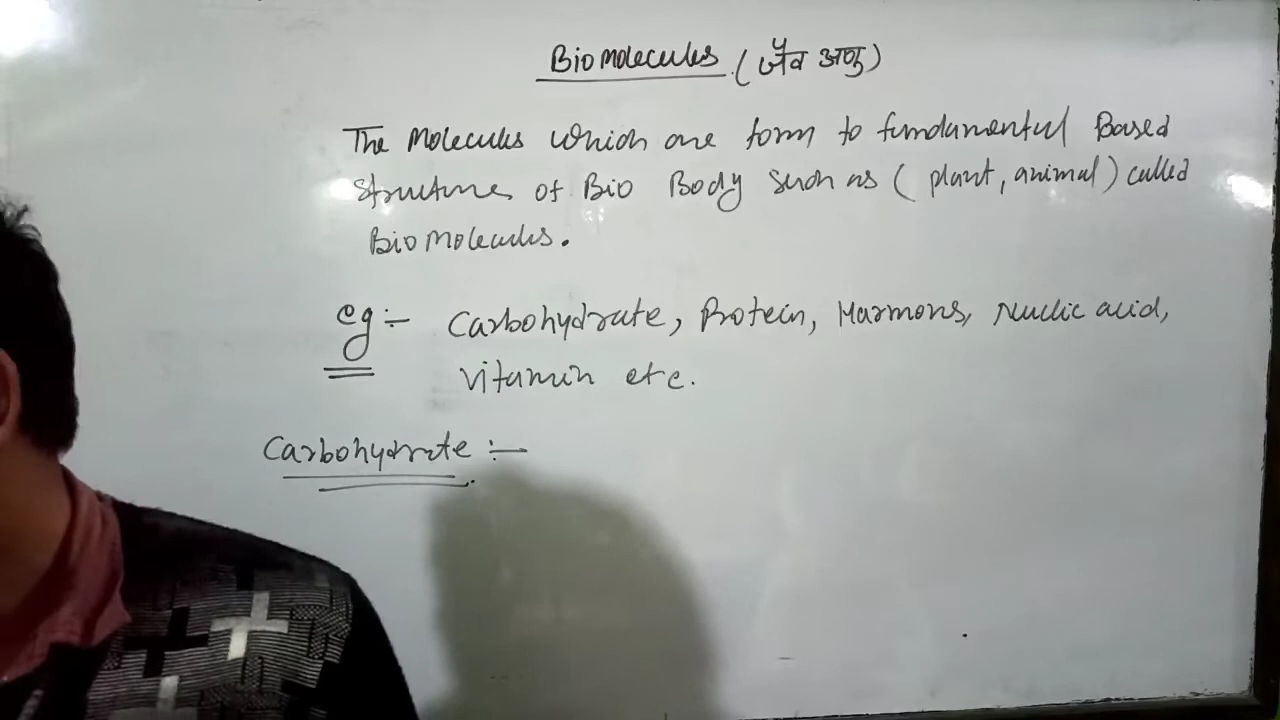 Biomolecules (जैव अणु)
The Molecules which are form to fundamental Based
structures of Bio Body such as (plant, animal) called
Bio Molecules.
eg:- Carbohydrate, Protein, Harmons, Nuclic acid,
vitamin etc.
Carbohydrate :-